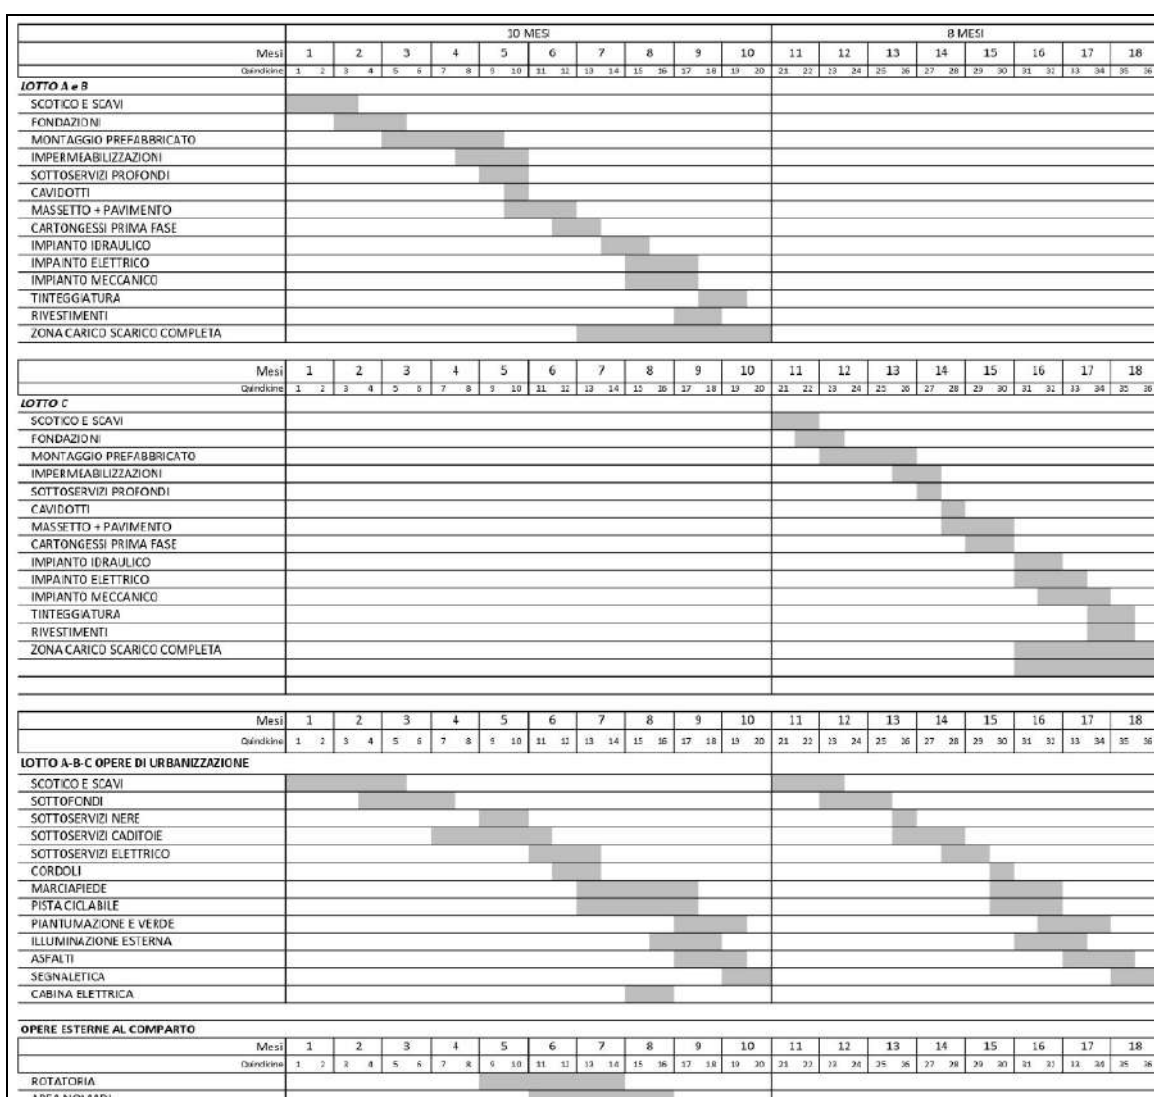 10 MESI 8 MESI
Mesi 1 2 3 4 5 6 7 8 9 10 11 12 13 14 15 16 17 18
Quindicine 1 2 3 4 5 6 7 8 9 10 11 12 13 14 15 16 17 18 19 20 21 22 23 24 25 26 27 28 29 30 31 32 33 34 35 36
LOTTO A e B
SCOTICO E SCAVI
FONDAZIONI
MONTAGGIO PREFABBRICATO
IMPERMEABILIZZAZIONI
SOTTOSERVIZI PROFONDI
CAVIDOTTI
MASSETTO + PAVIMENTO
CARTONGESSI PRIMA FASE
IMPIANTO IDRAULICO
IMPAINTO ELETTRICO
IMPIANTO MECCANICO
TINTEGGIATURA
RIVESTIMENTI
ZONA CARICO SCARICO COMPLETA
Mesi 1 2 3 4 5 6 7 8 9 10 11 12 13 14 15 16 17 18
Quindicine 1 2 3 4 5 6 7 8 9 10 11 12 13 14 15 16 17 18 19 20 21 22 23 24 25 26 27 28 29 30 31 32 33 34 35 36
LOTTO C
SCOTICO E SCAVI
FONDAZIONI
MONTAGGIO PREFABBRICATO
IMPERMEABILIZZAZIONI
SOTTOSERVIZI PROFONDI
CAVIDOTTI
MASSETTO + PAVIMENTO
CARTONGESSI PRIMA FASE
IMPIANTO IDRAULICO
IMPAINTO ELETTRICO
IMPIANTO MECCANICO
TINTEGGIATURA
RIVESTIMENTI
ZONA CARICO SCARICO COMPLETA
Mesi 1 2 3 4 5 6 7 8 9 10 11 12 13 14 15 16 17 18
Quindicine 1 2 3 4 5 6 7 8 9 10 11 12 13 14 15 16 17 18 19 20 21 22 23 24 25 26 27 28 29 30 31 32 33 34 35 36
LOTTO A-B-C OPERE DI URBANIZZAZIONE
SCOTICO E SCAVI
SOTTOFONDI
SOTTOSERVIZI NERE
SOTTOSERVIZI CADITOIE
SOTTOSERVIZI ELETTRICO
CORDOLI
MARCIAPIEDE
PISTA CICLABILE
PIANTUMAZIONE E VERDE
ILLUMINAZIONE ESTERNA
ASFALTI
SEGNALETICA
CABINA ELETTRICA
OPERE ESTERNE AL COMPARTO
Mesi 1 2 3 4 5 6 7 8 9 10 11 12 13 14 15 16 17 18
Quindicine 1 2 3 4 5 6 7 8 9 10 11 12 13 14 15 16 17 18 19 20 21 22 23 24 25 26 27 28 29 30 31 32 33 34 35 36
ROTATORIA
AREA NOMADI